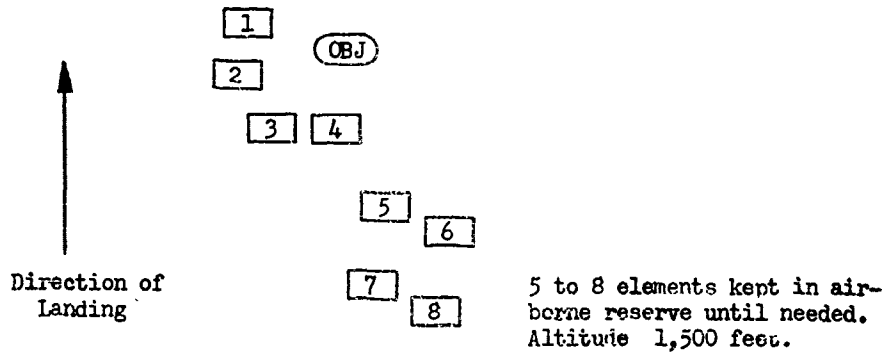 1
OBJ
2
3 4
5
6
7
8
Direction of
Landing
5 to 8 elements kept in air-
borne reserve until needed.
Altitude 1,500 feet.